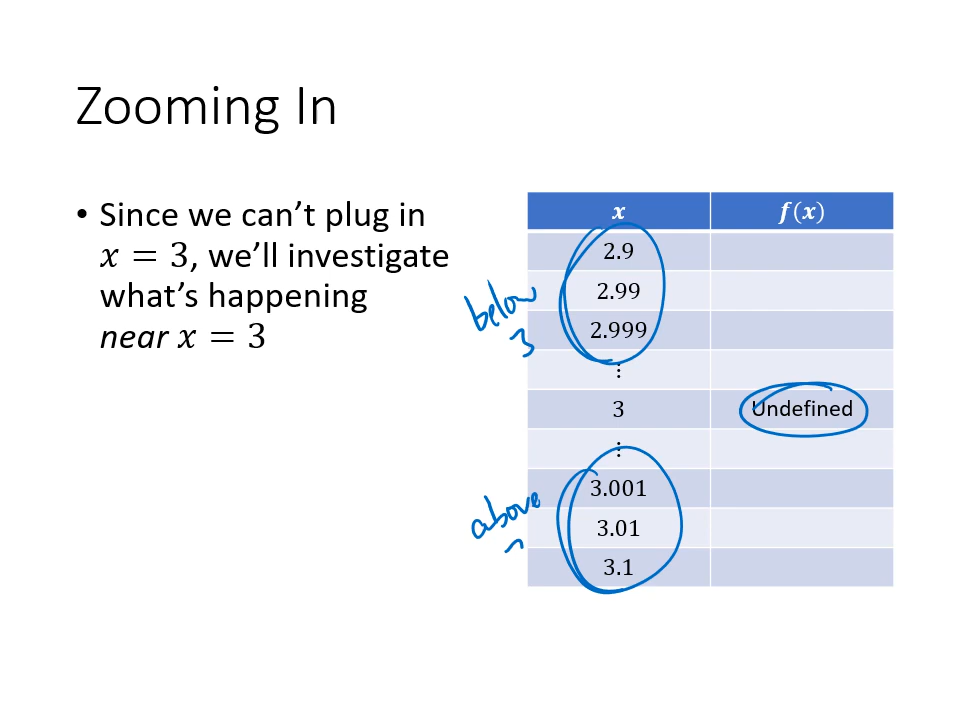 Zooming In
• Since we can't plug in
x = 3, we'll investigate
what's happening
near x = 3
x f(x)
2.9
2.99
below
2.999
3
⋮
3 Undefined
⋮
3.001
above
3.01
3.1